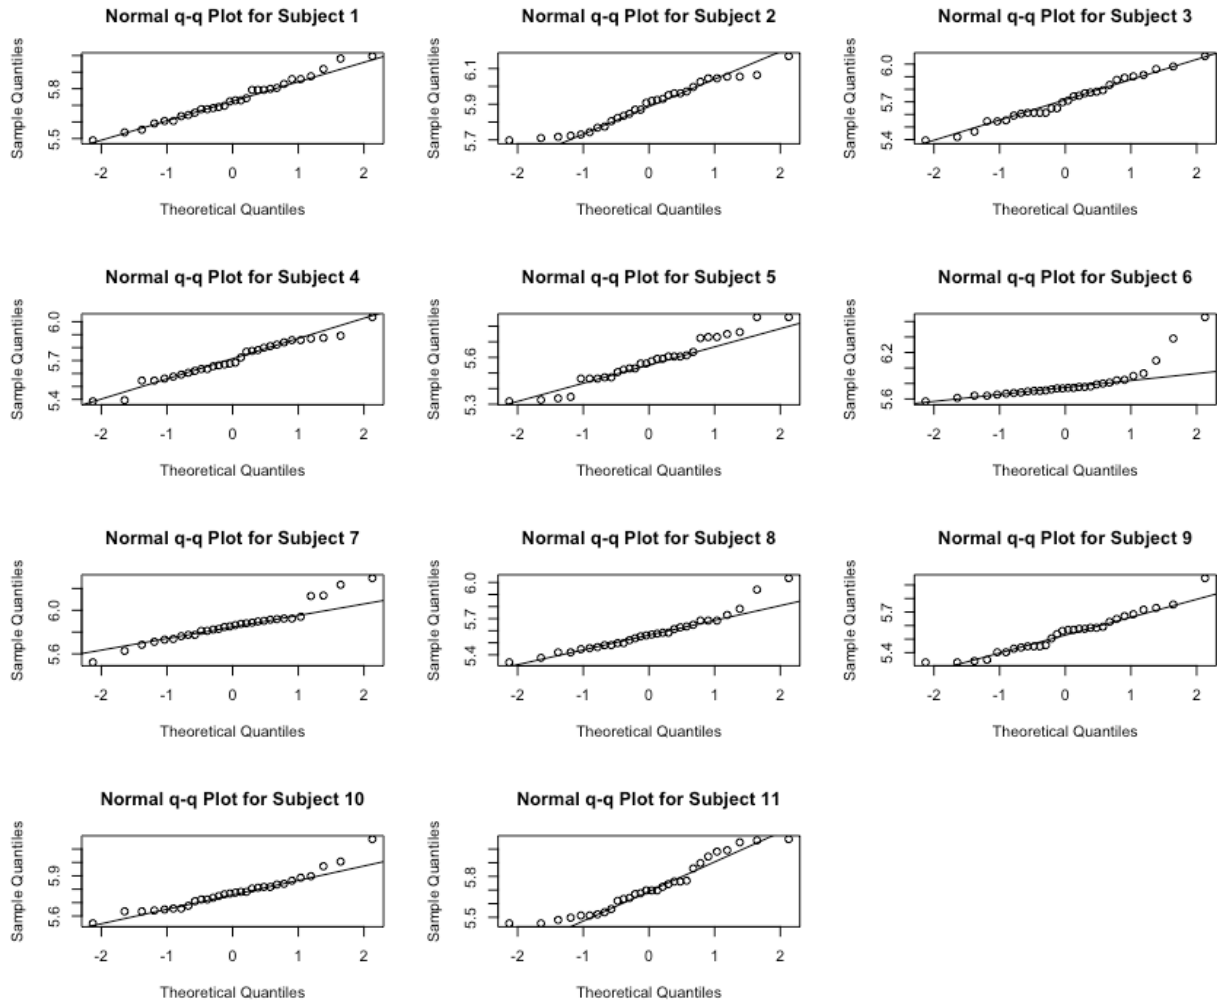 Normal q-q Plot for Subject 1
Sample Quantiles
5.5 5.8
-2 -1 0 1 2
Theoretical Quantiles
Normal q-q Plot for Subject 2
Sample Quantiles
5.7 5.9 6.1
-2 -1 0 1 2
Theoretical Quantiles
Normal q-q Plot for Subject 3
Sample Quantiles
5.4 5.7 6.0
-2 -1 0 1 2
Theoretical Quantiles
Normal q-q Plot for Subject 4
Sample Quantiles
5.4 5.7 6.0
-2 -1 0 1 2
Theoretical Quantiles
Normal q-q Plot for Subject 5
Sample Quantiles
5.3 5.6
-2 -1 0 1 2
Theoretical Quantiles
Normal q-q Plot for Subject 6
Sample Quantiles
5.6 6.2
-2 -1 0 1 2
Theoretical Quantiles
Normal q-q Plot for Subject 7
Sample Quantiles
5.6 6.0
-2 -1 0 1 2
Theoretical Quantiles
Normal q-q Plot for Subject 8
Sample Quantiles
5.4 5.7 6.0
-2 -1 0 1 2
Theoretical Quantiles
Normal q-q Plot for Subject 9
Sample Quantiles
5.4 5.7
-2 -1 0 1 2
Theoretical Quantiles
Normal q-q Plot for Subject 10
Sample Quantiles
5.6 5.9
-2 -1 0 1 2
Theoretical Quantiles
Normal q-q Plot for Subject 11
Sample Quantiles
5.5 5.8
-2 -1 0 1 2
Theoretical Quantiles